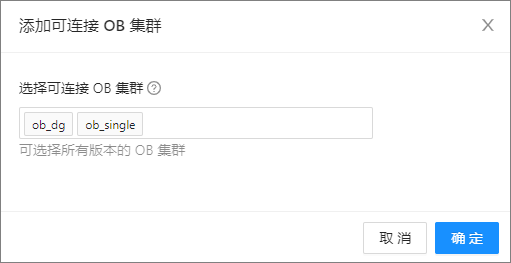 添加可连接 OB 集群
选择可连接 OB 集群
ob_dg ob_single
可选择所有版本的 OB 集群
取 消 确 定